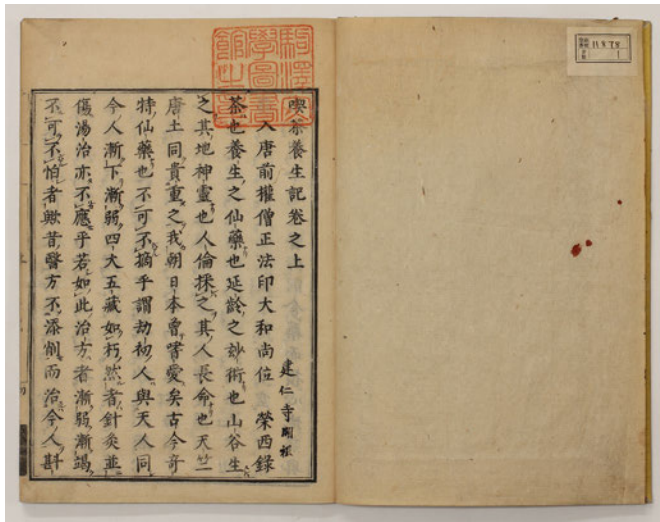 喫茶養生記卷之上
入唐前權僧正法印大和尚位 榮西錄
建仁寺開祖
茶也養生之仙藥也延齡之妙術也山谷生
之其地神靈也人倫採之其人長命也天竺
唐土同貴重之我朝日本曾嗜愛矣古今奇
特仙藥也不可不摘乎謂劫初人與天人同
今人漸下漸弱四大五藏如朽然者針灸並
傷湯治亦不應乎若如此治方者漸弱漸竭
不可不怕者歟昔醫方不添削而治今人斟